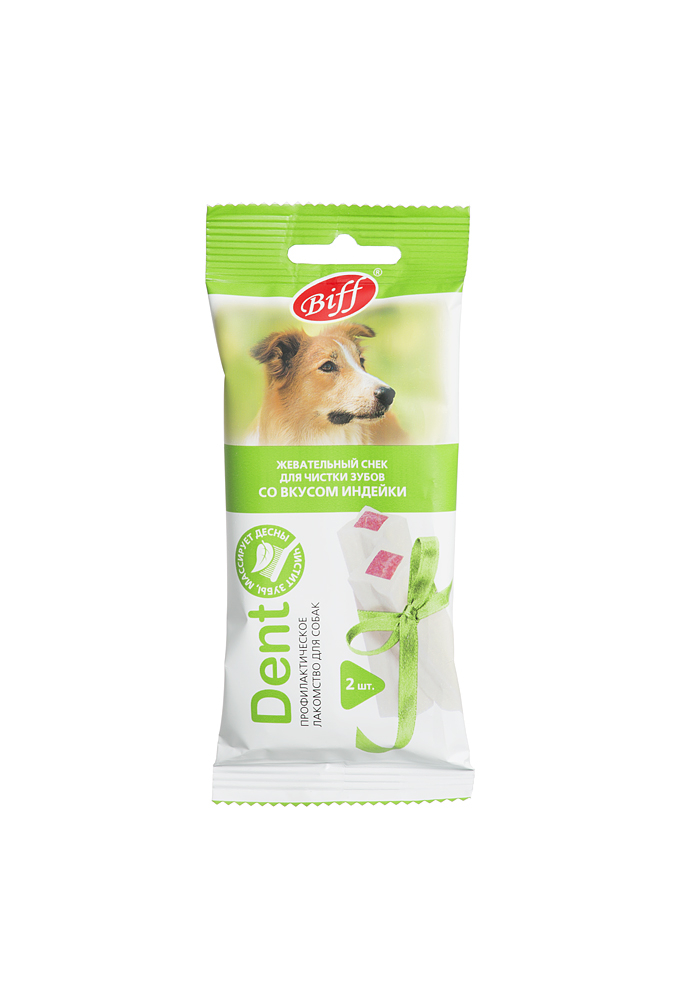 Biff®
ЖЕВАТЕЛЬНЫЙ СНЕК
ДЛЯ ЧИСТКИ ЗУБОВ
СО ВКУСОМ ИНДЕЙКИ
ЧИСТИТ ЗУБЫ, МАССИРУЕТ ДЕСНЫ
Dent
ПРОФИЛАКТИЧЕСКОЕ
ЛАКОМСТВО ДЛЯ СОБАК
2 шт.